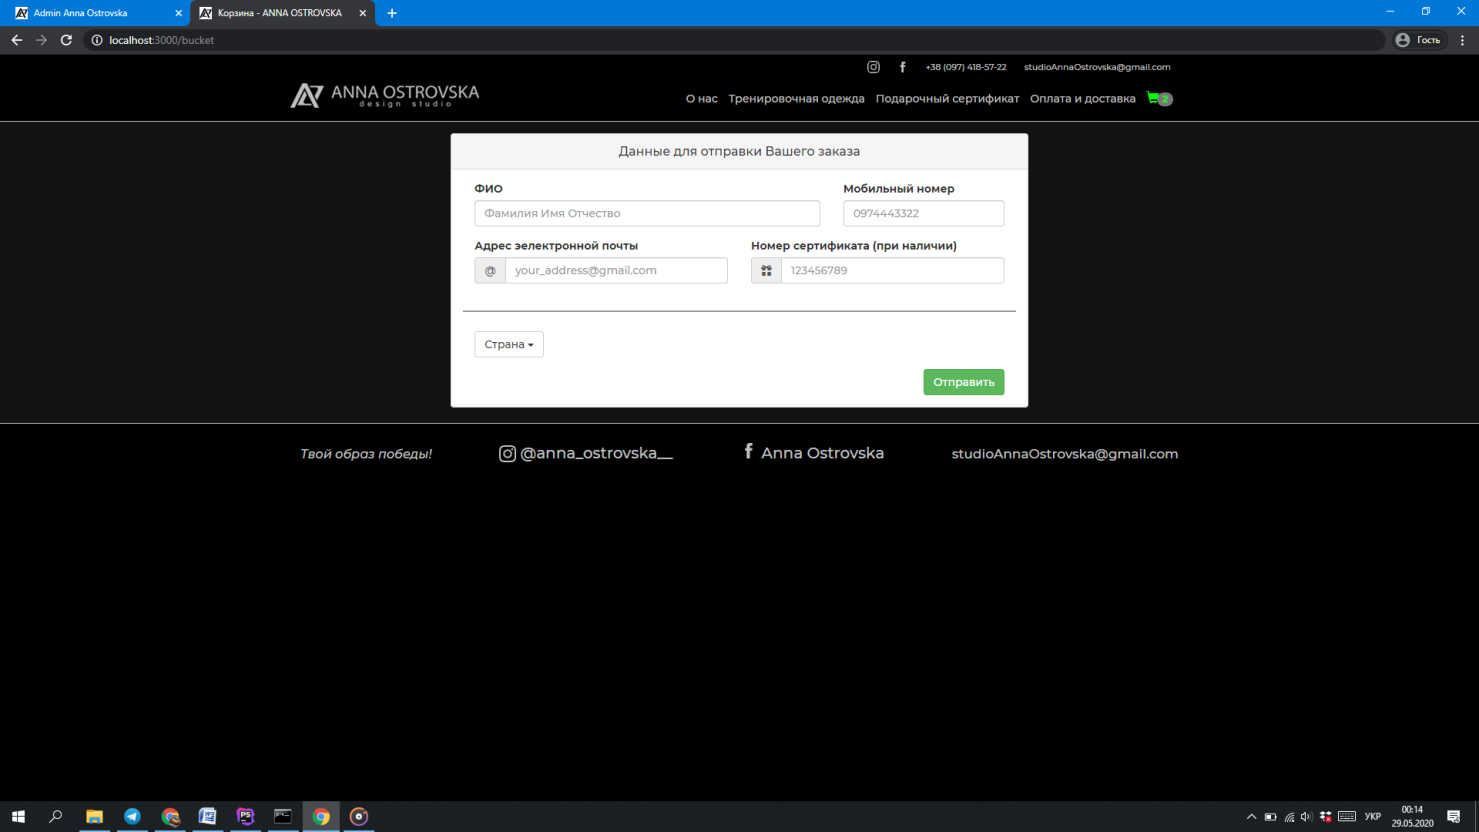 Admin Anna Ostrovska
Корзина - ANNA OSTROVSKA
localhost:3000/bucket
Гость
+38 (097) 418-57-22 studioAnnaOstrovska@gmail.com
ANNA OSTROVSKA
design studio
О нас Тренировочная одежда Подарочный сертификат Оплата и доставка 2
Данные для отправки Вашего заказа
ФИО Мобильный номер
Фамилия Имя Отчество 0974443322
Адрес зелектронной почты Номер сертификата (при наличии)
@ your_address@gmail.com 123456789
Страна
Отправить
Твой образ победы! @anna_ostrovska__ Anna Ostrovska studioAnnaOstrovska@gmail.com
УКР
00:14
29.05.2020